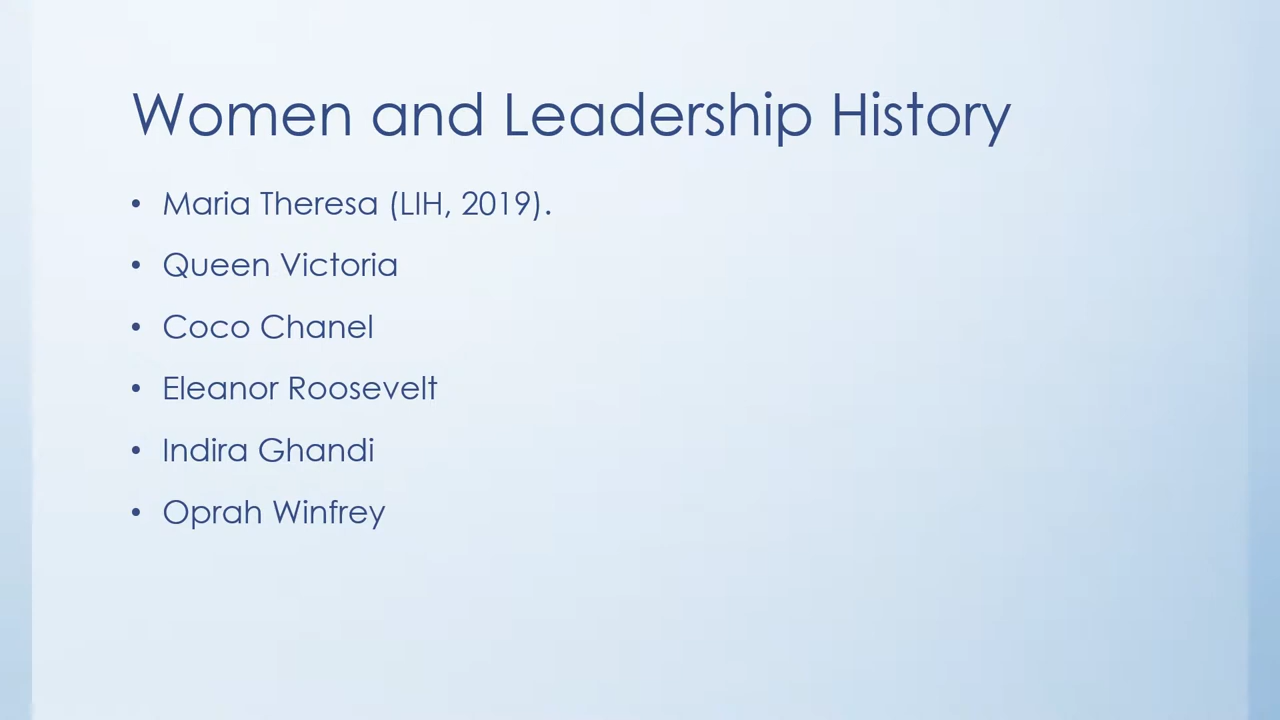 Women and Leadership History
• Maria Theresa (LIH, 2019).
• Queen Victoria
• Coco Chanel
• Eleanor Roosevelt
• Indira Ghandi
• Oprah Winfrey